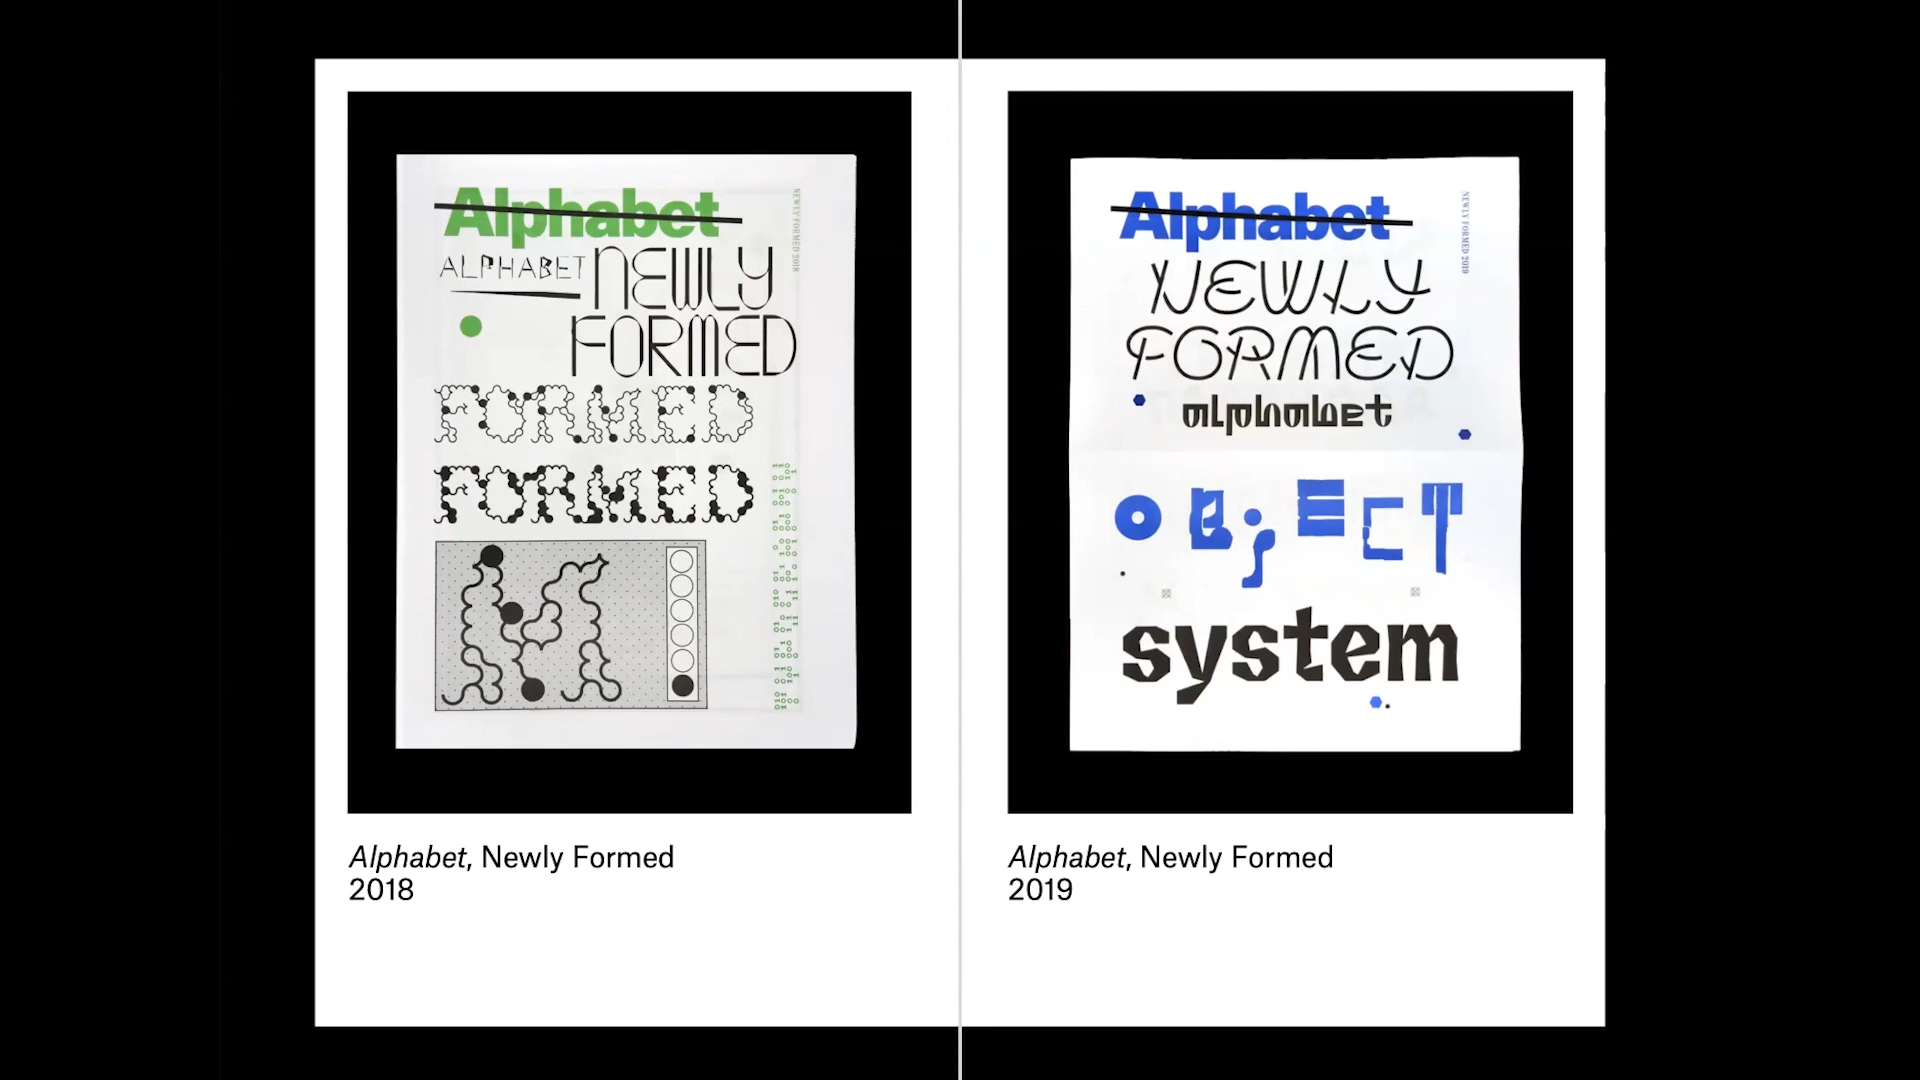 Alphabet
NEWLY FORMED 2018
ALPHABET
NEWLY
FORMED
FORMED
FORMED
M
Alphabet, Newly Formed
2018
Alphabet
NEWLY FORMED 2019
NEWLY
FORMED
alphabet
OBjECT
system
Alphabet, Newly Formed
2019